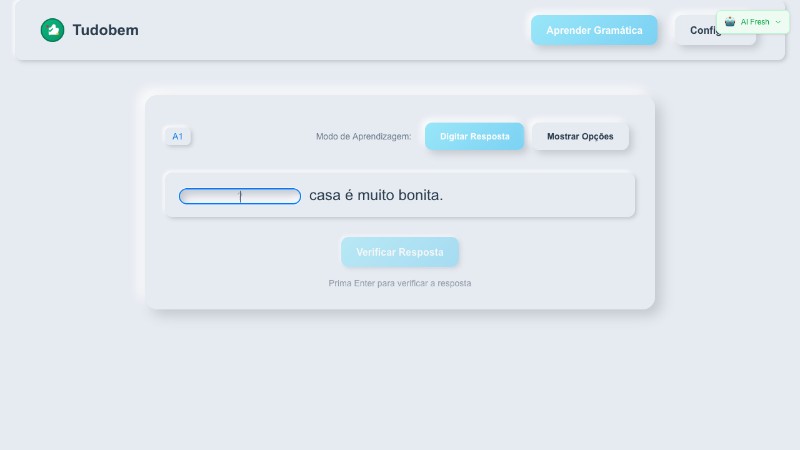 Tudobem
Aprender Gramática
AI Fresh
A1
Modo de Aprendizagem:
Digitar Resposta
Mostrar Opções
casa é muito bonita.
Verificar Resposta
Prima Enter para verificar a resposta